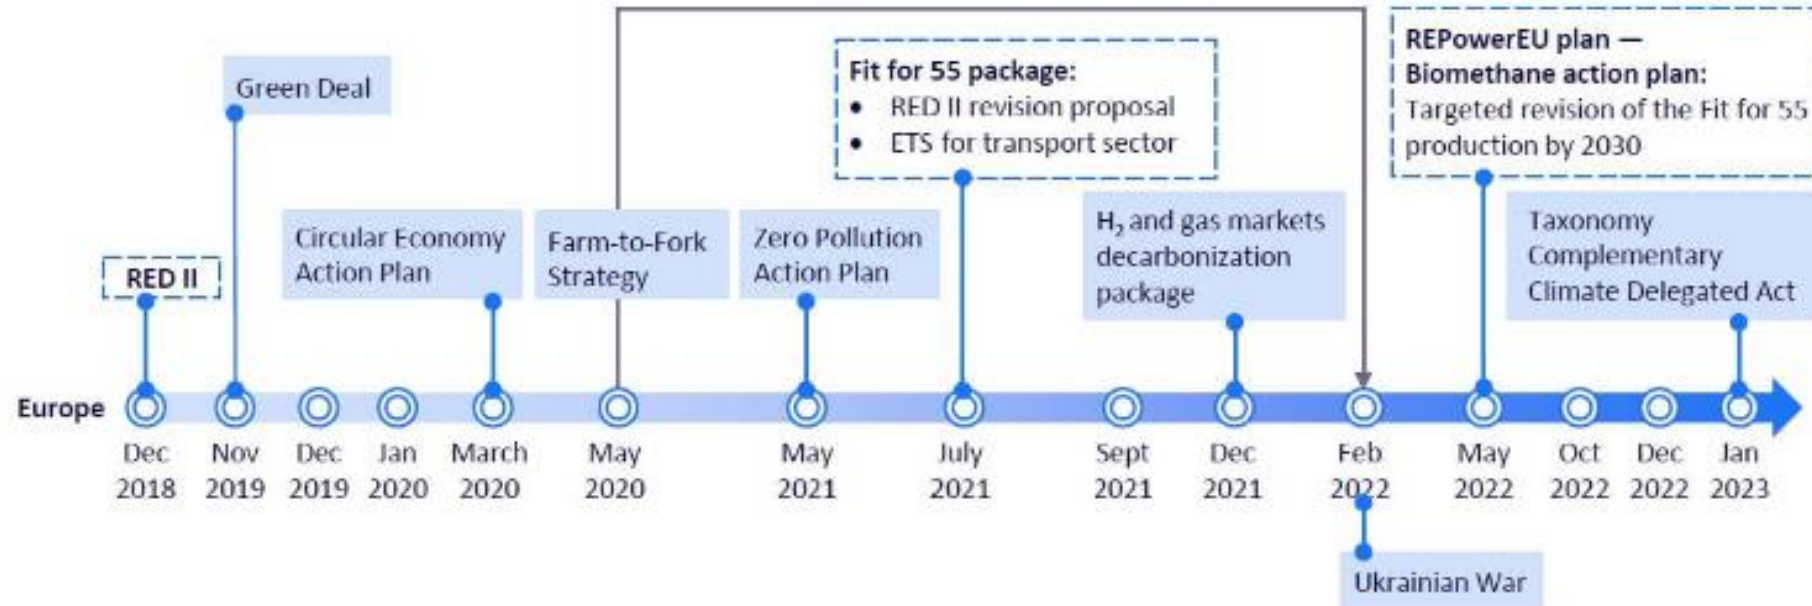 REPowerEU plan —
Biomethane action plan:
Targeted revision of the Fit for 55
production by 2030
Fit for 55 package:
• RED II revision proposal
• ETS for transport sector
Green Deal
RED II
Circular Economy
Action Plan
Farm-to-Fork
Strategy
Zero Pollution
Action Plan
H₂ and gas markets
decarbonization
package
Taxonomy
Complementary
Climate Delegated Act
Europe
Dec
2018
Nov
2019
Dec
2019
Jan
2020
March
2020
May
2020
May
2021
July
2021
Sept
2021
Dec
2021
Feb
2022
May
2022
Oct
2022
Dec
2022
Jan
2023
Ukrainian War